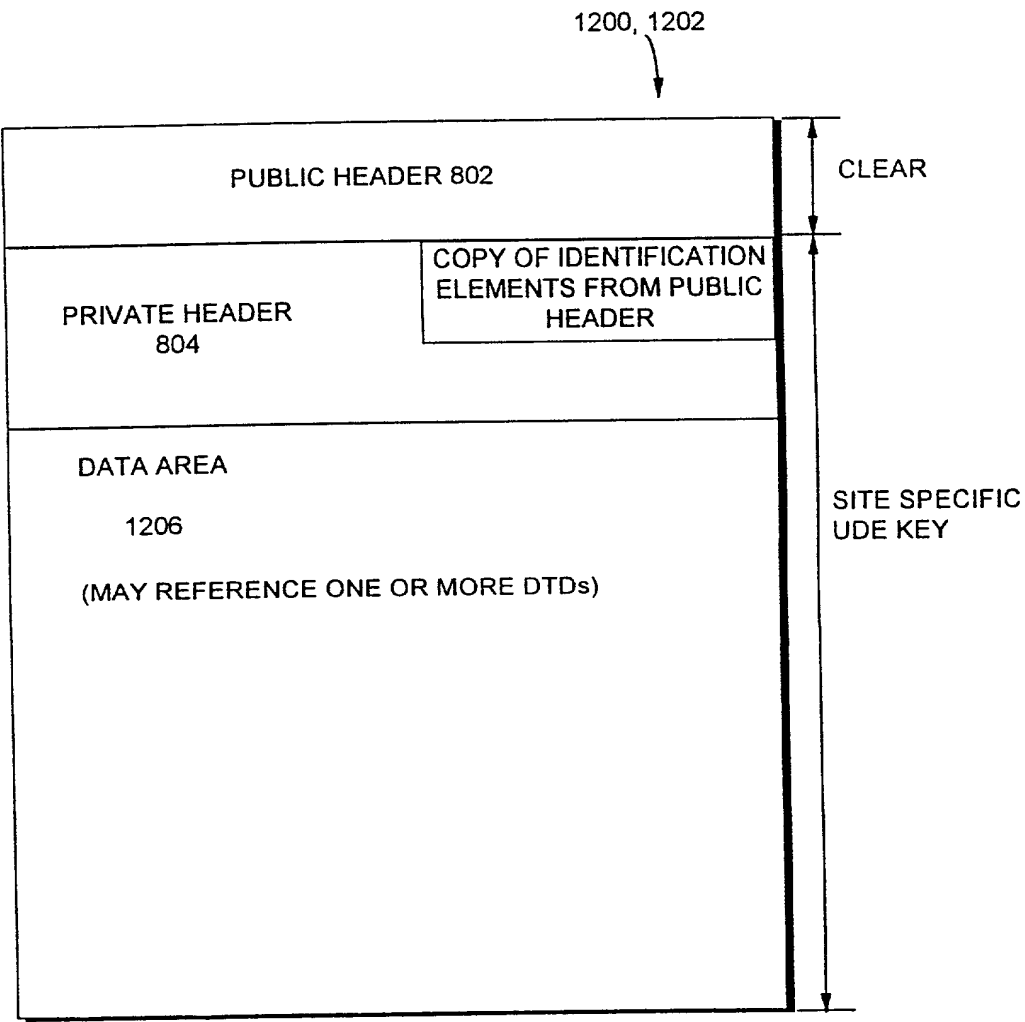 1200, 1202
PUBLIC HEADER 802
CLEAR
COPY OF IDENTIFICATION
ELEMENTS FROM PUBLIC
HEADER
PRIVATE HEADER
804
DATA AREA
1206
(MAY REFERENCE ONE OR MORE DTDs)
SITE SPECIFIC
UDE KEY